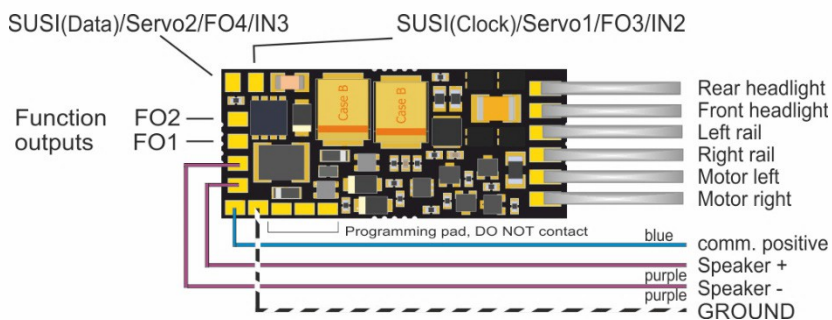 SUSI(Data)/Servo2/FO4/IN3
SUSI(Clock)/Servo1/FO3/IN2
Function
outputs
FO2
FO1
Case B
Case B
Rear headlight
Front headlight
Left rail
Right rail
Motor left
Motor right
Programming pad, DO NOT contact
blue
comm. positive
Speaker +
purple
Speaker -
purple
GROUND